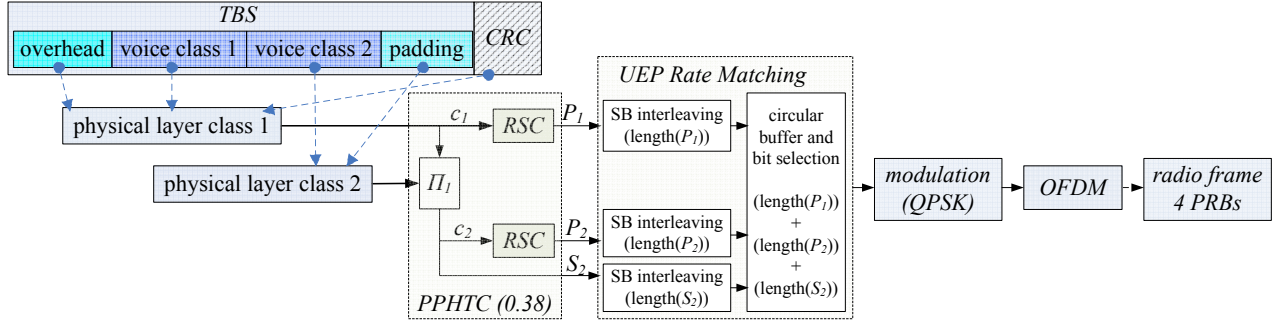 TBS
overhead voice class 1 voice class 2 padding CRC
UEP Rate Matching
physical layer class 1
c1 RSC P1
SB interleaving
(length(P1))
circular
buffer and
bit selection
physical layer class 2
Π1
modulation
(QPSK)
OFDM
radio frame
4 PRBs
(length(P1))
+
(length(P2))
+
(length(S2))
c2 RSC P2
SB interleaving
(length(P2))
S2
SB interleaving
(length(S2))
PPHTC (0.38)